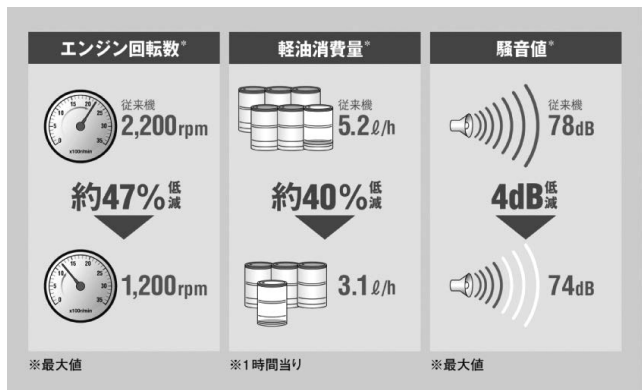 エンジン回転数*
従来機
2,200rpm
約47%低減
1,200rpm
※最大値
軽油消費量*
従来機
5.2ℓ/h
約40%低減
3.1ℓ/h
※1時間当り
騒音値*
従来機
78dB
4dB低減
74dB
※最大値